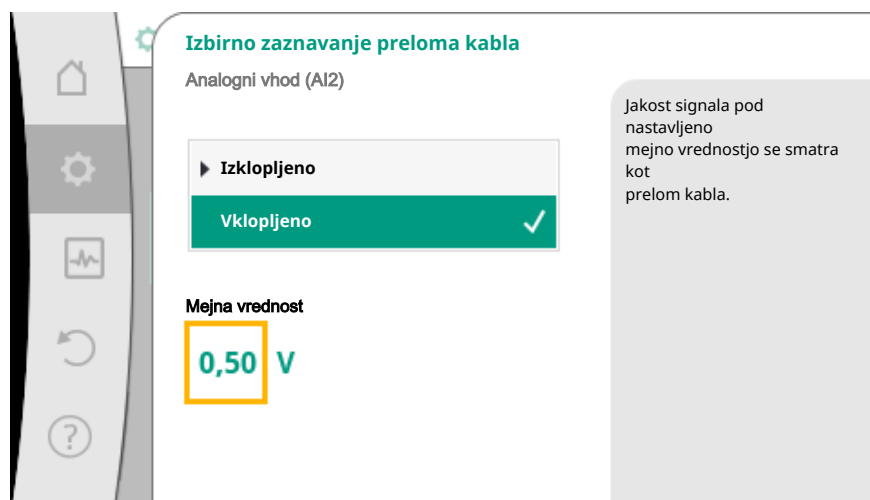 Izbirno zaznavanje preloma kabla
Analogni vhod (AI2)
Izklopljeno
Vklopljeno
Mejna vrednost
0,50 V
Jakost signala pod
nastavljeno
mejno vrednostjo se smatra
kot
prelom kabla.
?